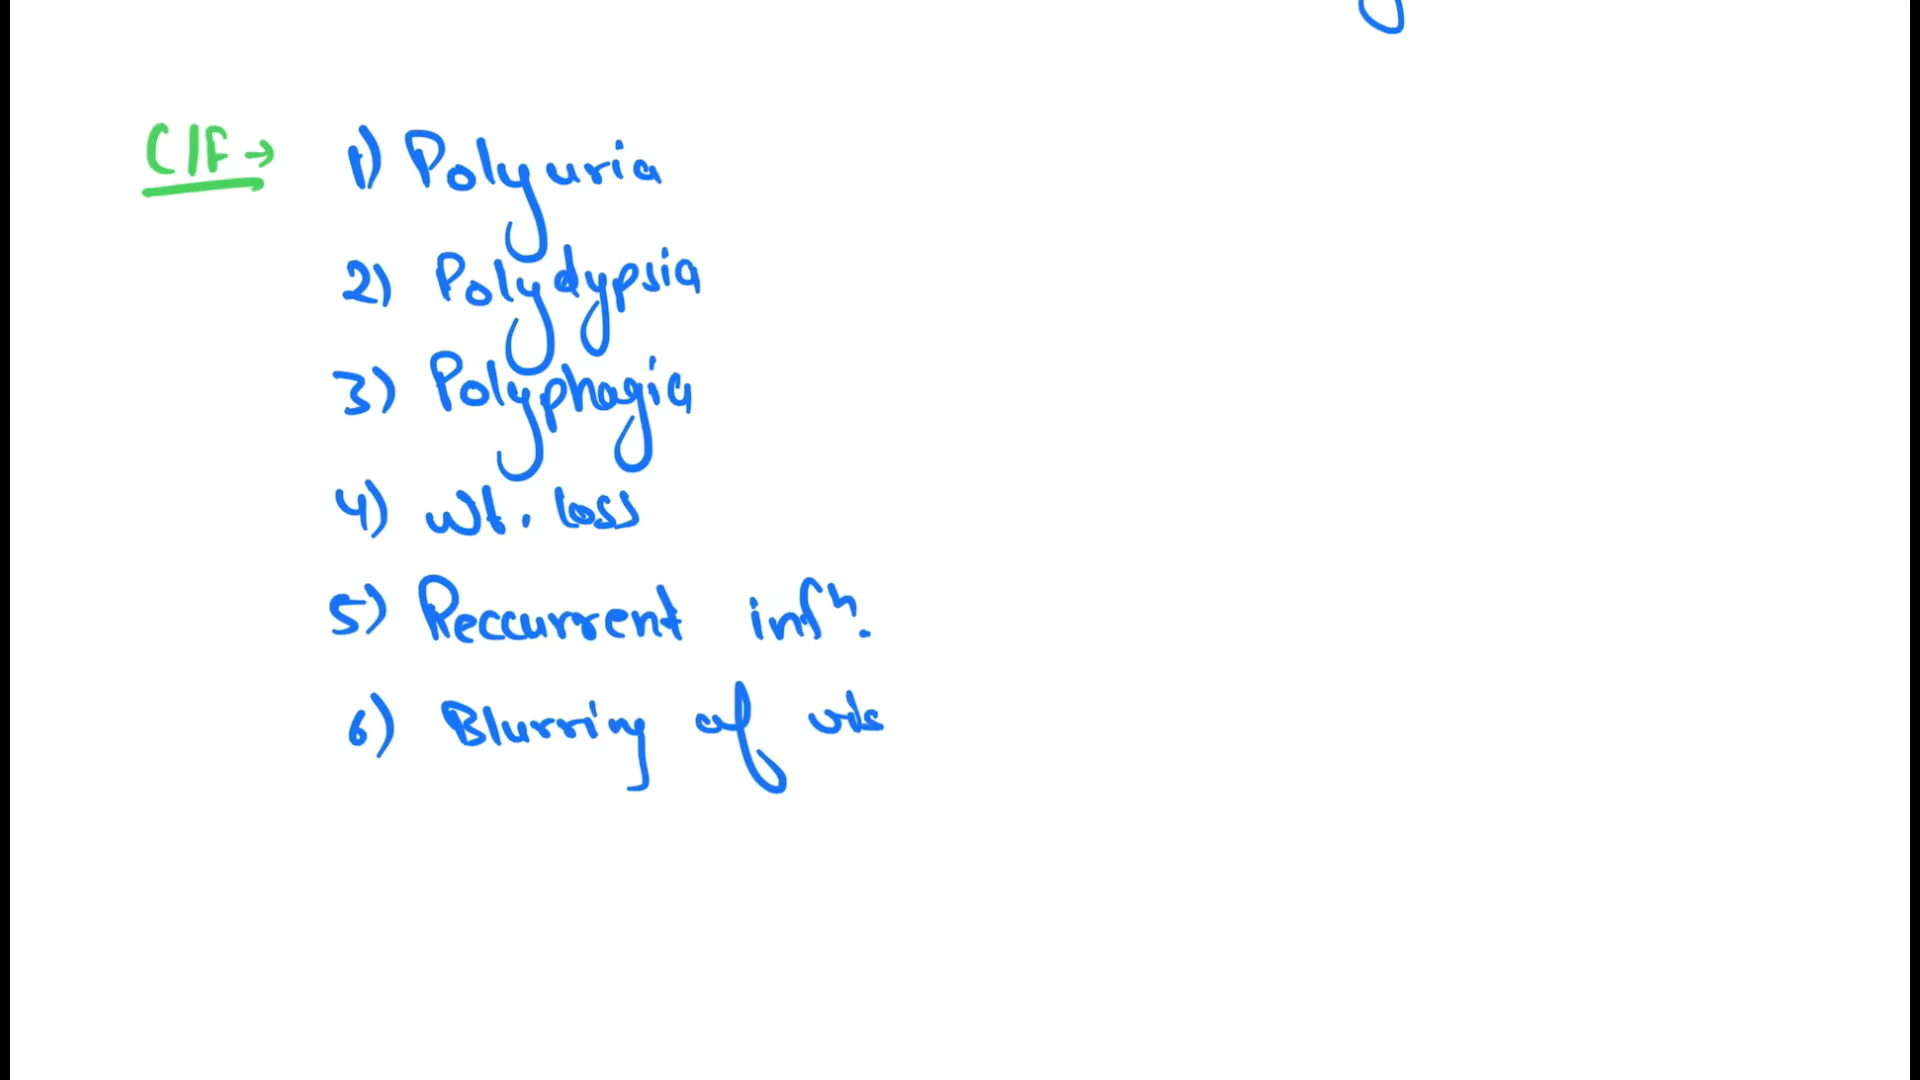 C/F → 1) Polyuria
2) Polydypsia
3) Polyphagia
4) wt. loss
5) Reccurrent infⁿ.
6) Blurring of vis